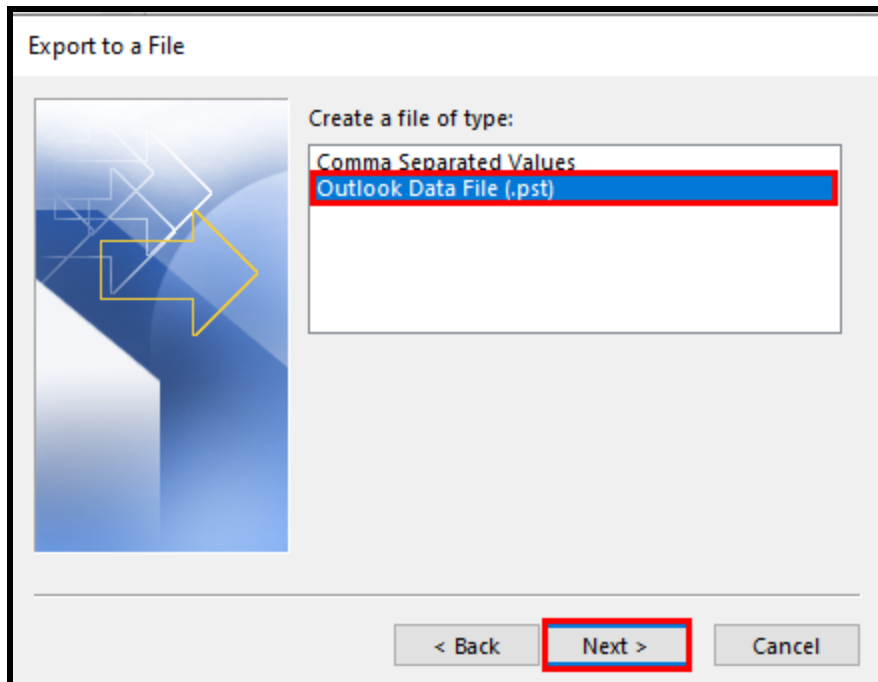 Export to a File
Create a file of type:
Comma Separated Values
Outlook Data File (.pst)
< Back Next > Cancel